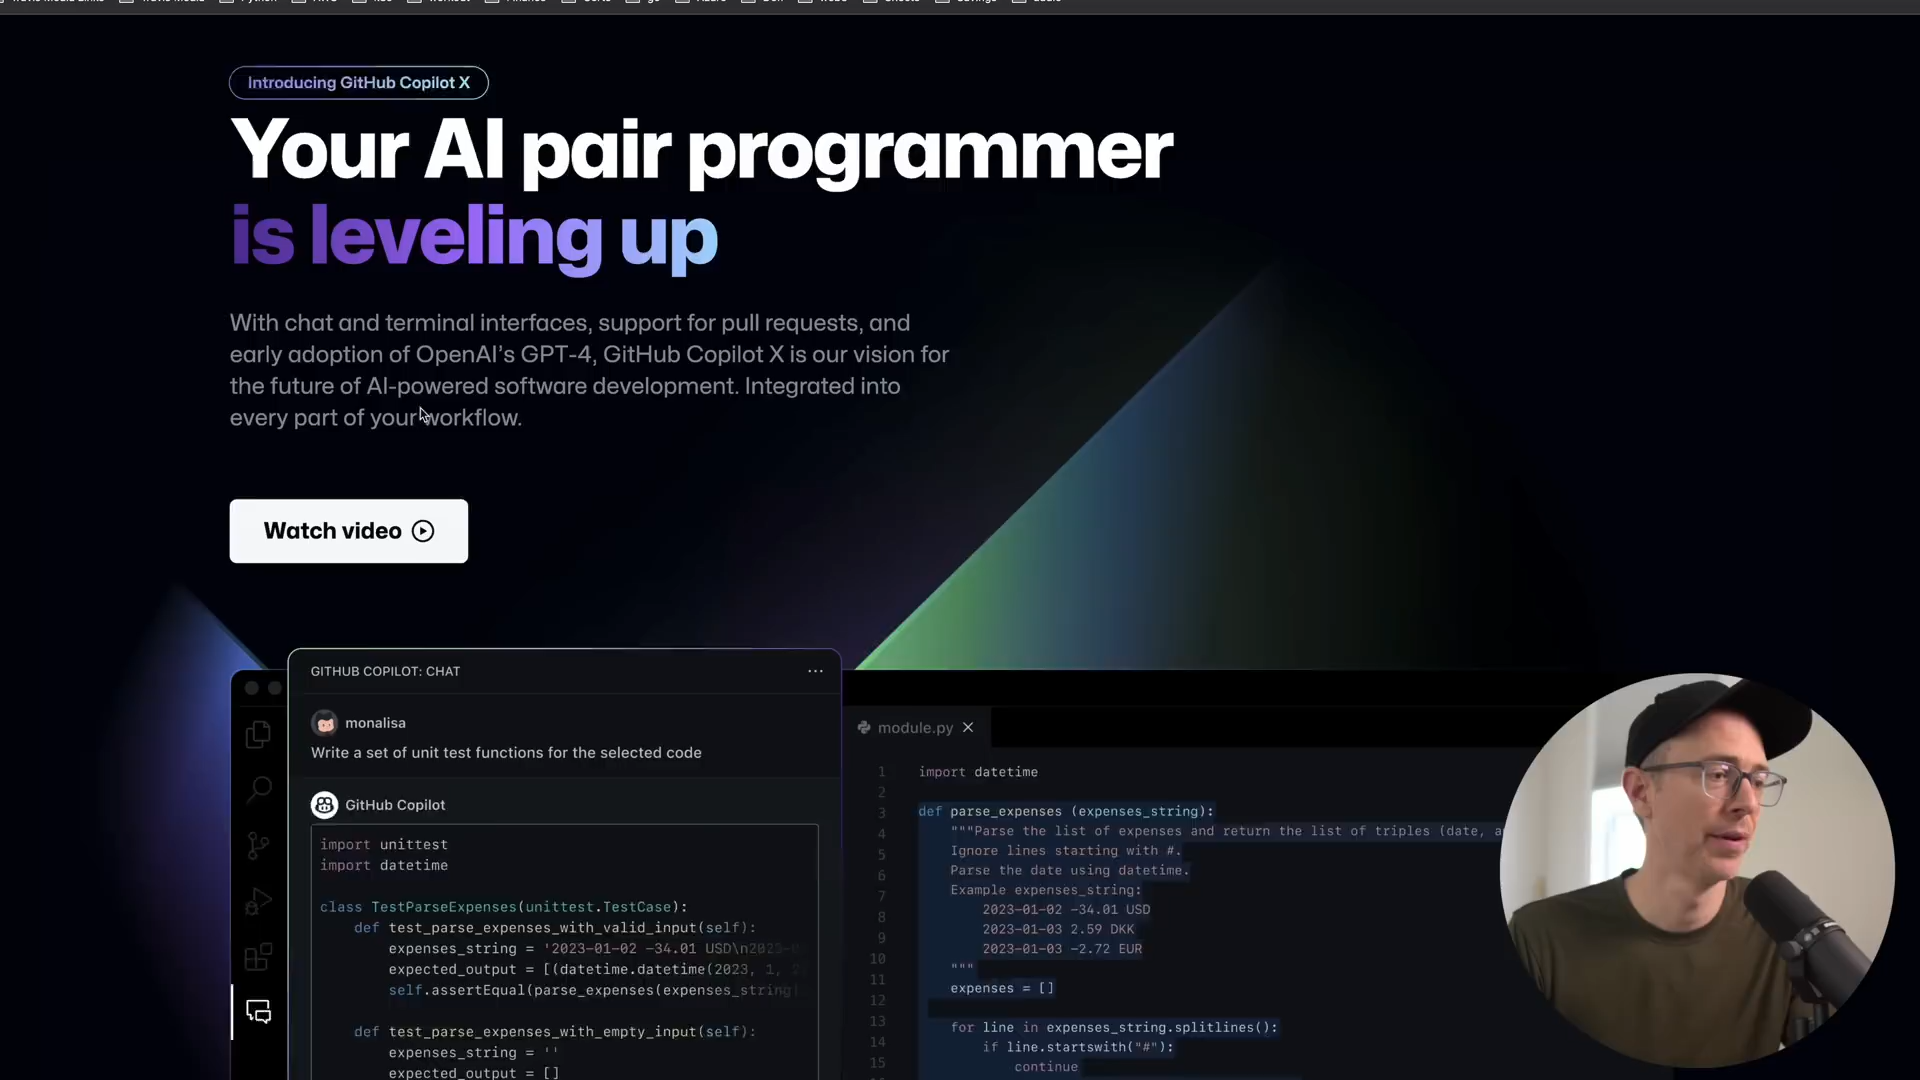 Introducing GitHub Copilot X
Your AI pair programmer
is leveling up
With chat and terminal interfaces, support for pull requests, and
early adoption of OpenAI's GPT-4, GitHub Copilot X is our vision for
the future of AI-powered software development. Integrated into
every part of your workflow.
Watch video
GITHUB COPILOT: CHAT
monalisa
Write a set of unit test functions for the selected code
GitHub Copilot
import unittest
import datetime
class TestParseExpenses(unittest.TestCase):
def test_parse_expenses_with_valid_input(self):
expenses_string = '2023-01-02 -34.01 USD\n2023-0
expected_output = [(datetime.datetime(2023, 1,
self.assertEqual(parse_expenses(expenses_string)
def test_parse_expenses_with_empty_input(self):
expenses_string = ''
expected_output = []
module.py
1 import datetime
2
3 def parse_expenses (expenses_string):
4 """Parse the list of expenses and return the list of triples (date,
5 Ignore lines starting with #.
6 Parse the date using datetime.
7 Example expenses_string:
8 2023-01-02 -34.01 USD
9 2023-01-03 2.59 DKK
10 2023-01-03 -2.72 EUR
11 """
12 expenses = []
13 for line in expenses_string.splitlines():
14 if line.startswith("#"):
15 continue